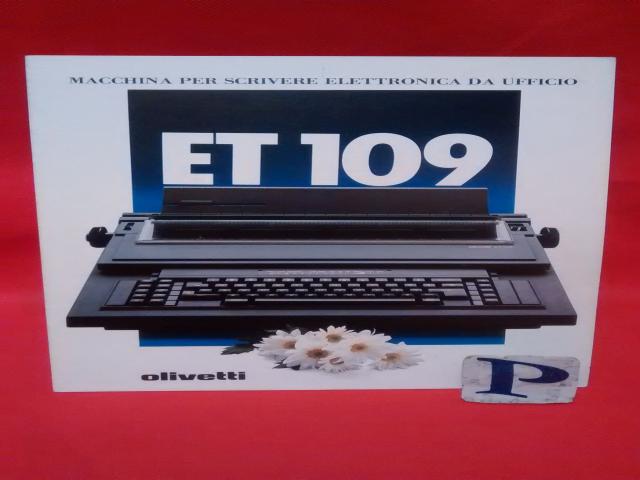 MACCHINA PER SCRIVERE ELETTRONICA DA UFFICIO
ET 109
olivetti
P